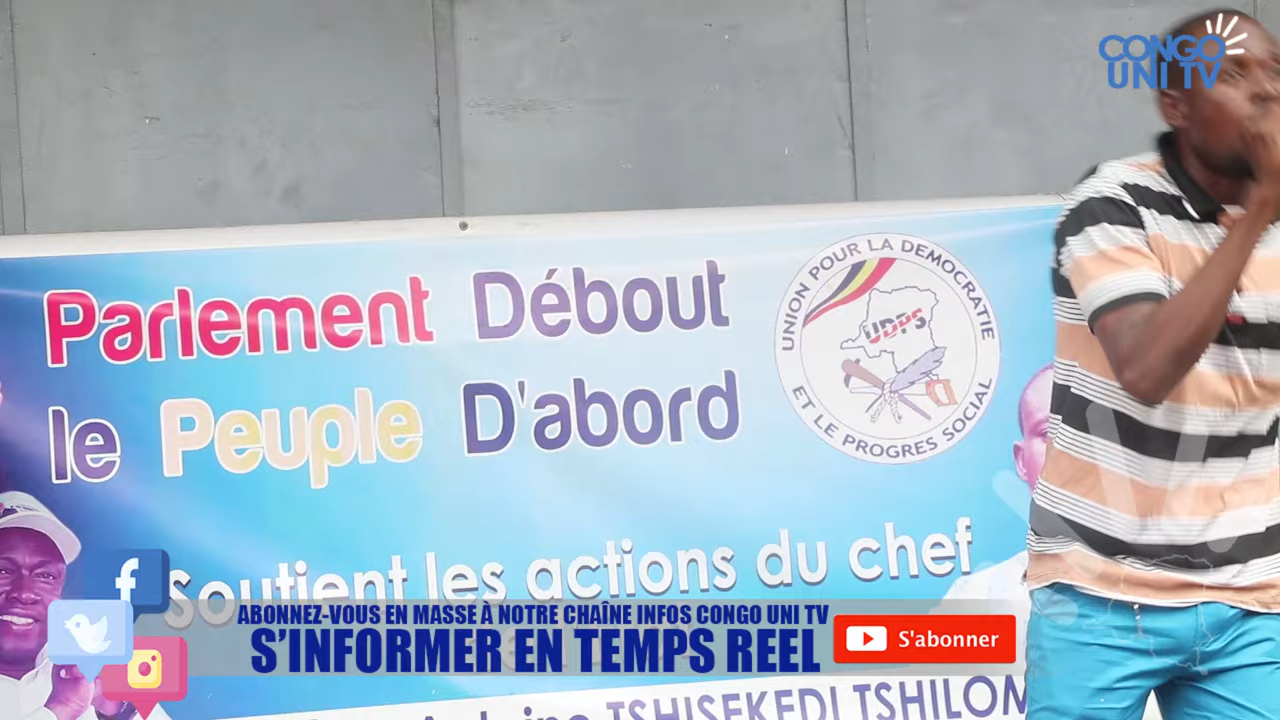 CONGO
UNI TV
Parlement Débout
le Peuple D'abord
UNION POUR LA DEMOCRATIE
ET LE PROGRES SOCIAL
UDPS
Soutient les actions du chef
ABONNEZ-VOUS EN MASSE À NOTRE CHAÎNE INFOS CONGO UNI TV
S'INFORMER EN TEMPS REEL
S'abonner
TSHISEKEDI TSHILOM